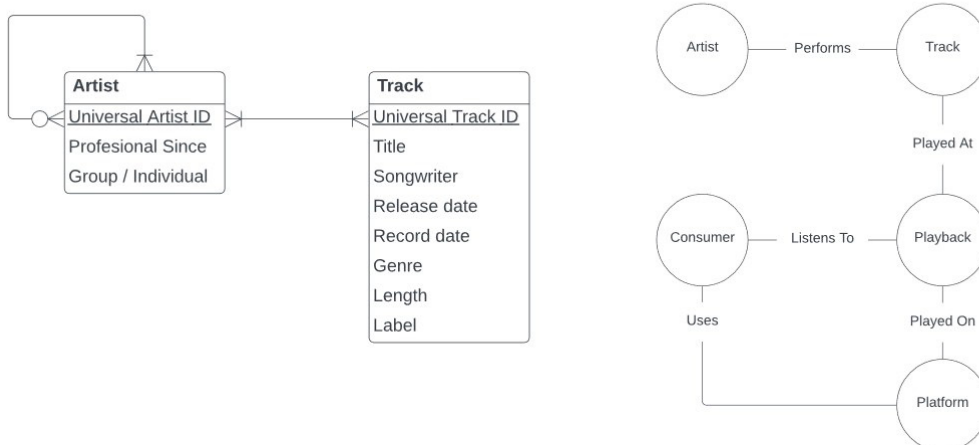 Artist
Universal Artist ID
Profesional Since
Group / Individual
Track
Universal Track ID
Title
Songwriter
Release date
Record date
Genre
Length
Label
Artist
Performs
Track
Played At
Consumer
Listens To
Playback
Uses
Played On
Platform